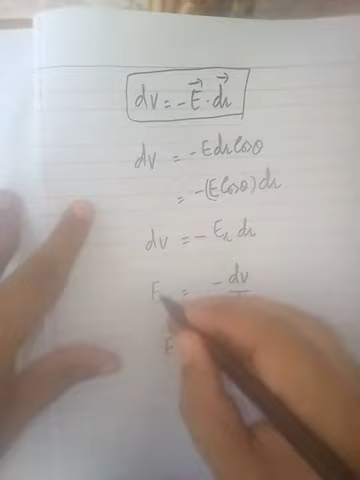 dv = -E⃗ · dr⃗
dv = -E dr cosθ
= -(E cosθ) dr
dv = -Eᵣ dr
E = - dv
E